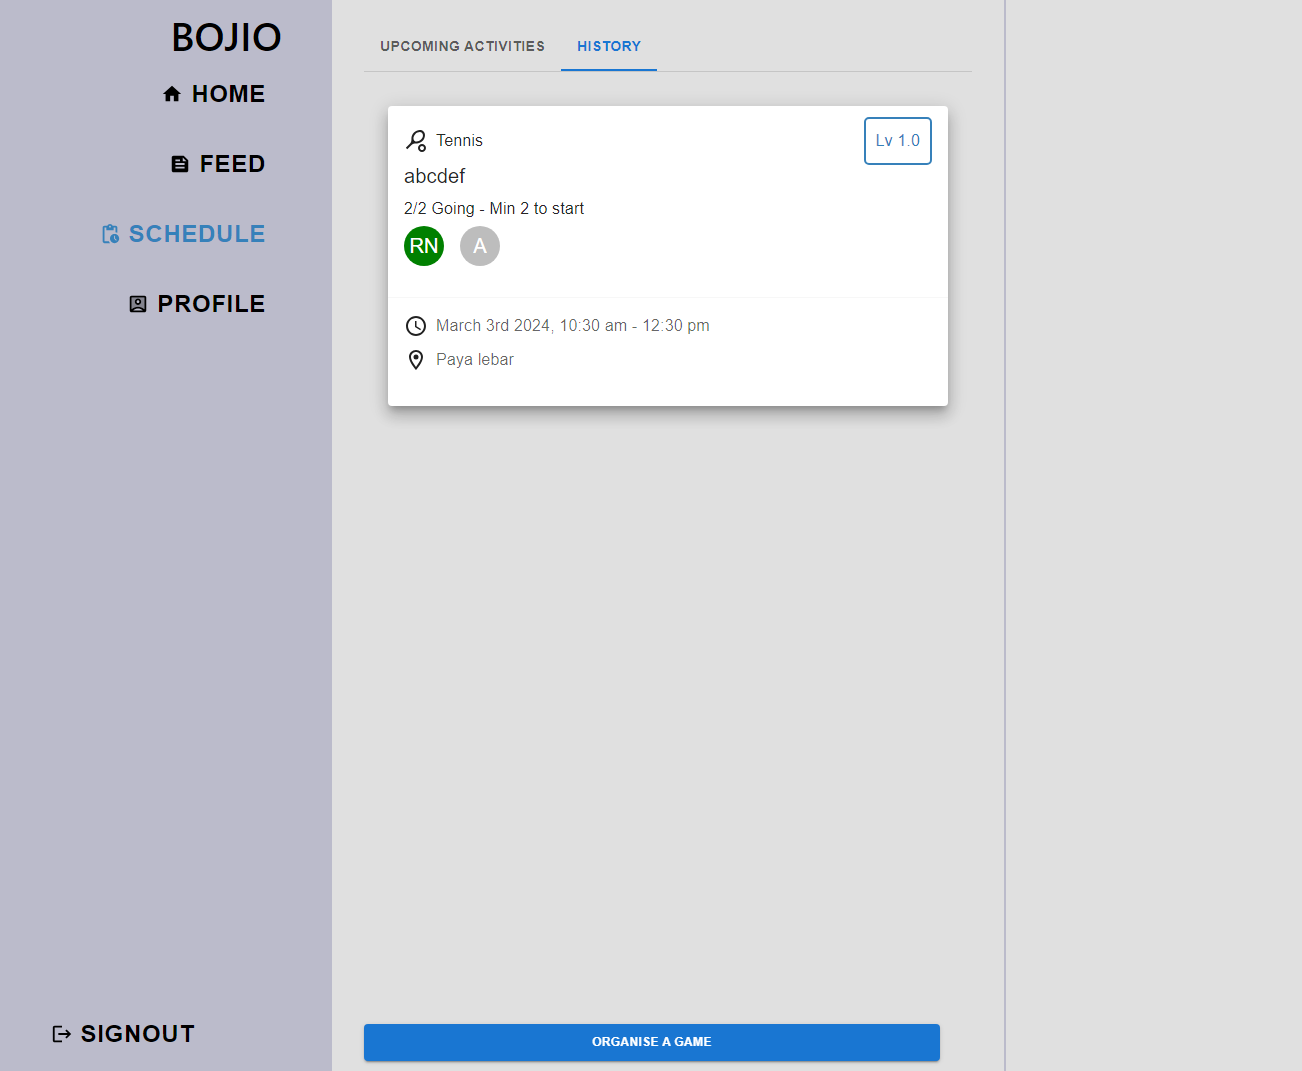 BOJIO
HOME
FEED
SCHEDULE
PROFILE
SIGNOUT
UPCOMING ACTIVITIES
HISTORY
Tennis
Lv 1.0
abcdef
2/2 Going - Min 2 to start
RN
A
March 3rd 2024, 10:30 am - 12:30 pm
Paya lebar
ORGANISE A GAME